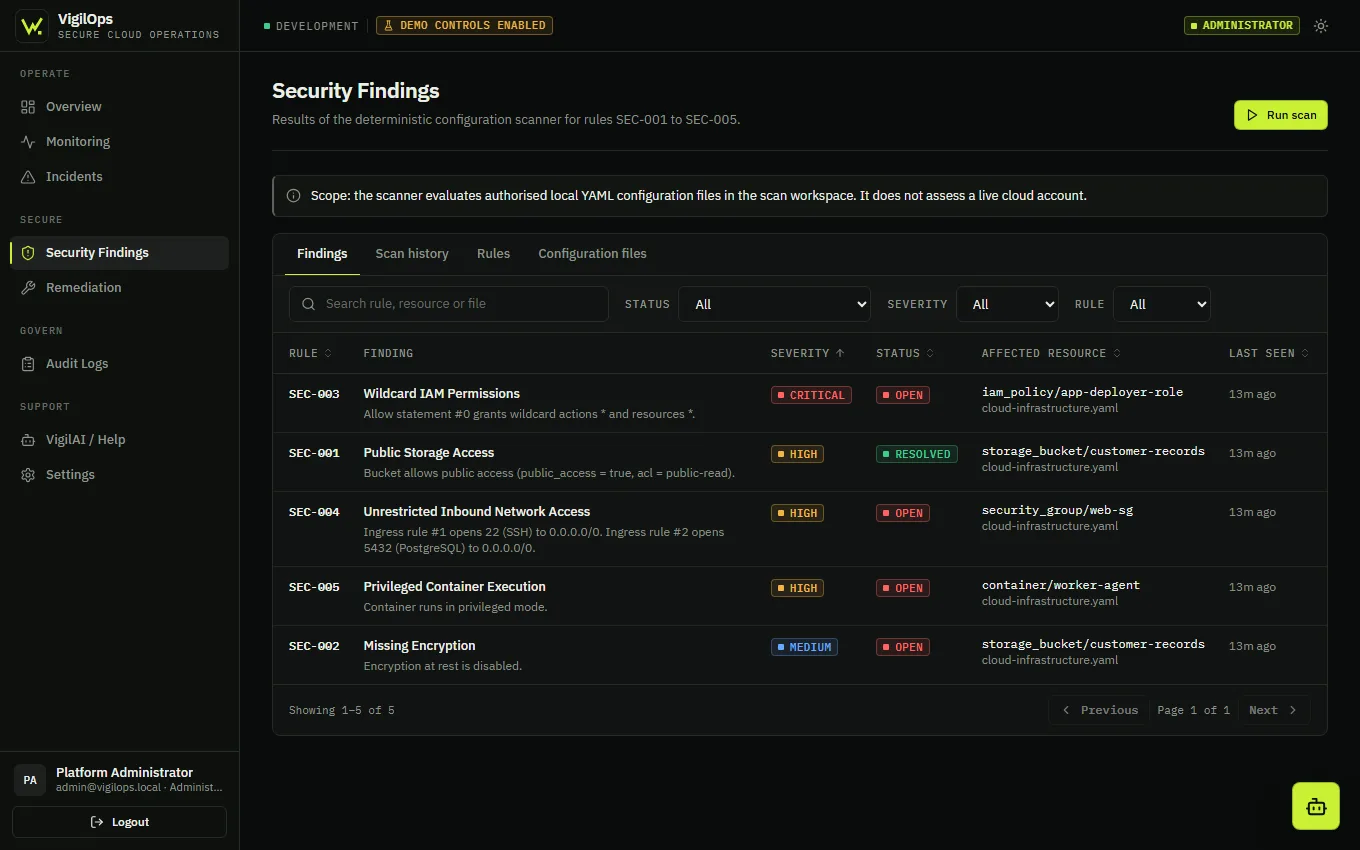 VigilOps
SECURE CLOUD OPERATIONS
DEVELOPMENT
DEMO CONTROLS ENABLED
ADMINISTRATOR
OPERATE
Overview
Monitoring
Incidents
SECURE
Security Findings
Remediation
GOVERN
Audit Logs
SUPPORT
VigilAI / Help
Settings
PA
Platform Administrator
admin@vigilops.local · Administ...
Logout
Security Findings
Results of the deterministic configuration scanner for rules SEC-001 to SEC-005.
Run scan
Scope: the scanner evaluates authorised local YAML configuration files in the scan workspace. It does not assess a live cloud account.
Findings Scan history Rules Configuration files
Search rule, resource or file STATUS All SEVERITY All RULE All
RULE FINDING SEVERITY STATUS AFFECTED RESOURCE LAST SEEN
SEC-003 Wildcard IAM Permissions CRITICAL OPEN iam_policy/app-deployer-role 13m ago
Allow statement #0 grants wildcard actions * and resources *. cloud-infrastructure.yaml
SEC-001 Public Storage Access HIGH RESOLVED storage_bucket/customer-records 13m ago
Bucket allows public access (public_access = true, acl = public-read). cloud-infrastructure.yaml
SEC-004 Unrestricted Inbound Network Access HIGH OPEN security_group/web-sg 13m ago
Ingress rule #1 opens 22 (SSH) to 0.0.0.0/0. Ingress rule #2 opens cloud-infrastructure.yaml
5432 (PostgreSQL) to 0.0.0.0/0.
SEC-005 Privileged Container Execution HIGH OPEN container/worker-agent 13m ago
Container runs in privileged mode. cloud-infrastructure.yaml
SEC-002 Missing Encryption MEDIUM OPEN storage_bucket/customer-records 13m ago
Encryption at rest is disabled. cloud-infrastructure.yaml
Showing 1–5 of 5 Previous Page 1 of 1 Next